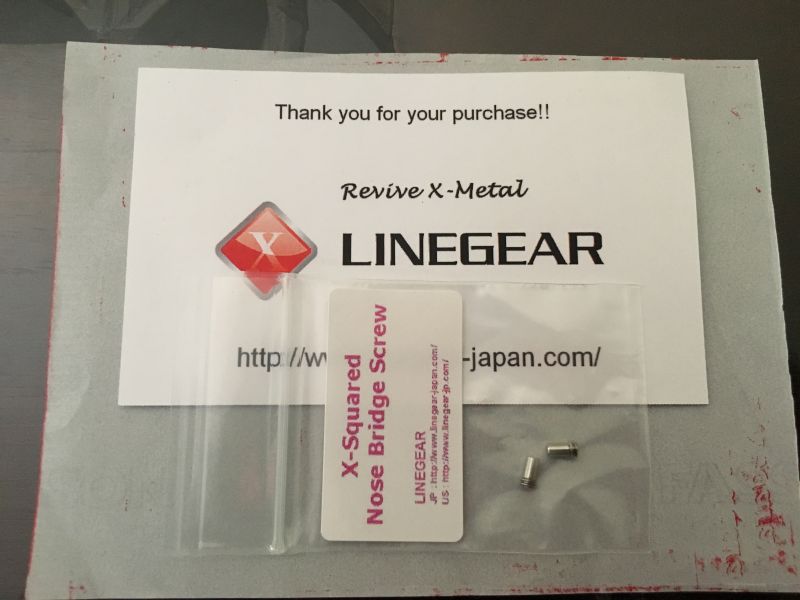 Thank you for your purchase!!
Revive X-Metal
X
LINEGEAR
http://w -japan.com/
X-Squared
Nose Bridge Screw
LINEGEAR
JP : http://www.linegear-japan.com/
US : http://www.linegear-jp.com/